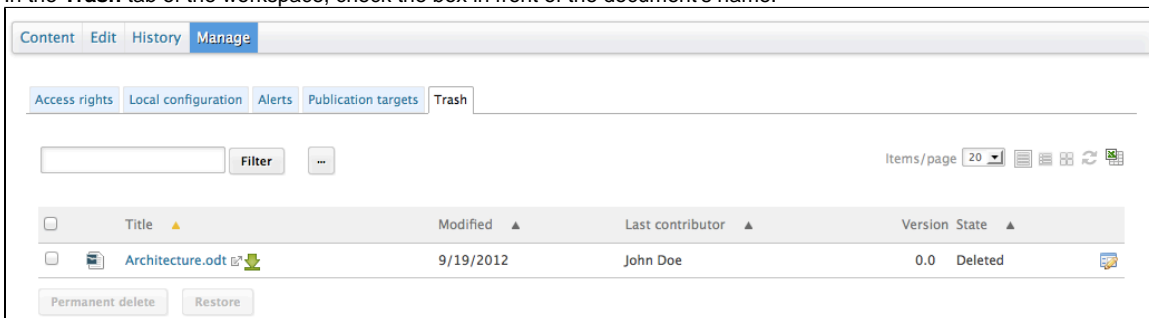 In the Trash tab of the workspace, check the box in front of the document's name.
Content Edit History Manage
Access rights Local configuration Alerts Publication targets Trash
Filter ... Items/page 20
Title Modified Last contributor Version State
Architecture.odt 9/19/2012 John Doe 0.0 Deleted
Permanent delete Restore